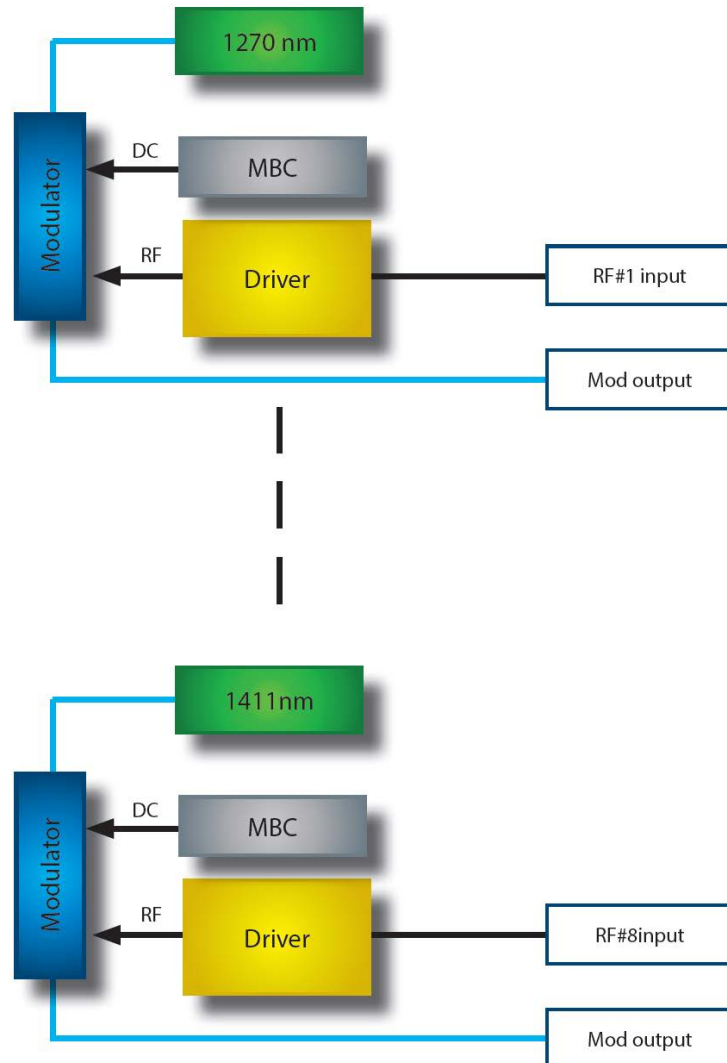 1270 nm
DC
MBC
Modulator
RF
Driver
RF#1 input
Mod output
1411nm
DC
MBC
Modulator
RF
Driver
RF#8input
Mod output